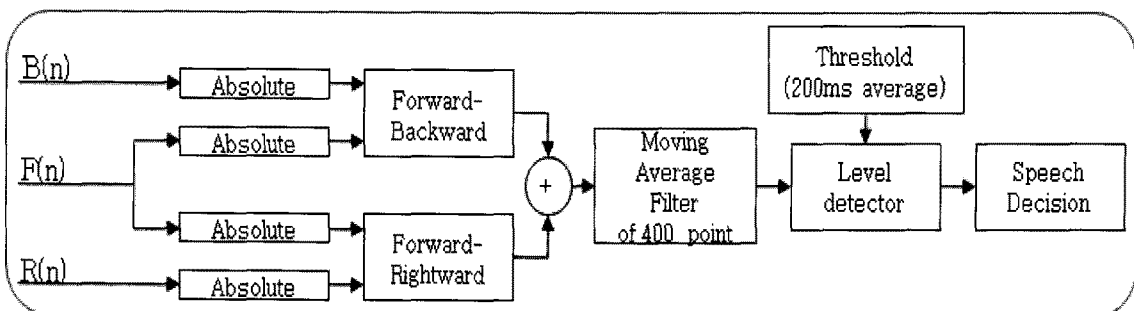 B(n)
Absolute
Forward-
Backward
Absolute
F(n)
Absolute
Forward-
Rightward
R(n)
Absolute
+
Moving
Average
Filter
of 400 point
Threshold
(200ms average)
Level
detector
Speech
Decision